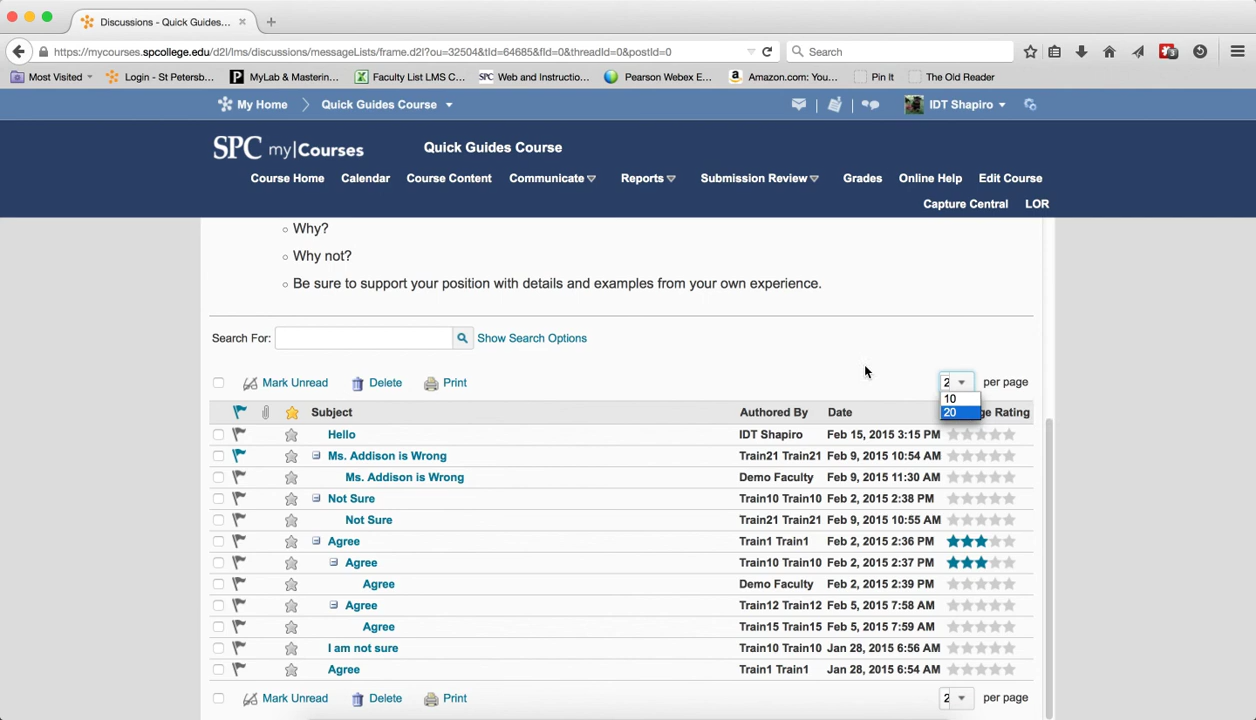 Discussions - Quick Guides...
https://mycourses.spcollege.edu/d2l/lms/discussions/messageLists/frame.d2l?ou=32504&tId=64685&fId=0&threadId=0&postId=0
Search
3
Most Visited
Login - St Petersb...
P
MyLab & Mastering...
X
Faculty List LMS C...
SPC
Web and Instructio...
Pearson Webex E...
a
Amazon.com: You...
Pin It
The Old Reader
My Home
Quick Guides Course
IDT Shapiro
SPC my|Courses
Quick Guides Course
Course Home
Calendar
Course Content
Communicate
Reports
Submission Review
Grades
Online Help
Edit Course
Capture Central
LOR
Why?
Why not?
Be sure to support your position with details and examples from your own experience.
Search For:
Show Search Options
Mark Unread
Delete
Print
2
per page
10
20
Subject
Authored By
Date
ge Rating
Hello IDT Shapiro Feb 15, 2015 3:15 PM
Ms. Addison is Wrong Train21 Train21 Feb 9, 2015 10:54 AM
Ms. Addison is Wrong Demo Faculty Feb 9, 2015 11:30 AM
Not Sure Train10 Train10 Feb 2, 2015 2:38 PM
Not Sure Train21 Train21 Feb 9, 2015 10:55 AM
Agree Train1 Train1 Feb 2, 2015 2:36 PM
Agree Train10 Train10 Feb 2, 2015 2:37 PM
Agree Demo Faculty Feb 2, 2015 2:39 PM
Agree Train12 Train12 Feb 5, 2015 7:58 AM
Agree Train15 Train15 Feb 5, 2015 7:59 AM
I am not sure Train10 Train10 Jan 28, 2015 6:56 AM
Agree Train1 Train1 Jan 28, 2015 6:54 AM
Mark Unread
Delete
Print
2
per page